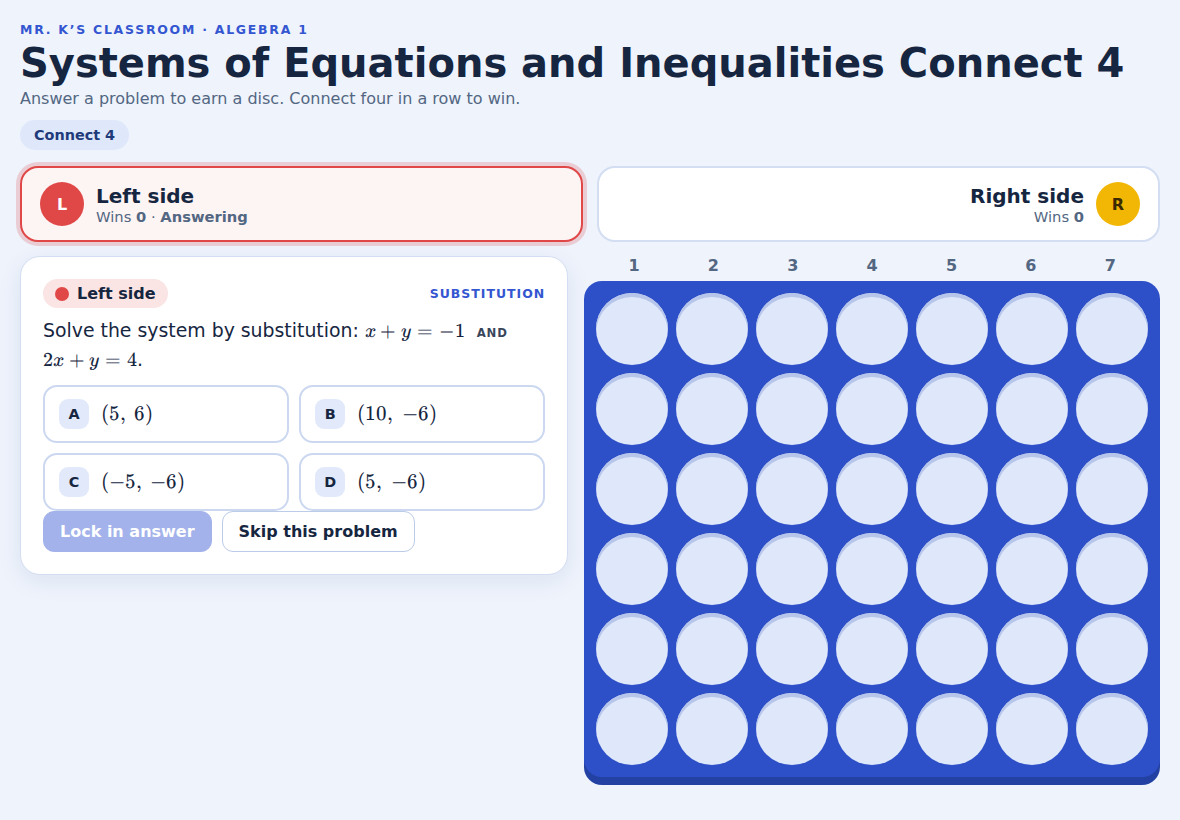 MR. K’S CLASSROOM · ALGEBRA 1
Systems of Equations and Inequalities Connect 4
Answer a problem to earn a disc. Connect four in a row to win.
Connect 4
L
Left side
Wins 0 · Answering
Right side
Wins 0
R
Left side
SUBSTITUTION
Solve the system by substitution: x + y = −1 AND
2x + y = 4.
A (5, 6)
B (10, −6)
C (−5, −6)
D (5, −6)
Lock in answer
Skip this problem
1 2 3 4 5 6 7